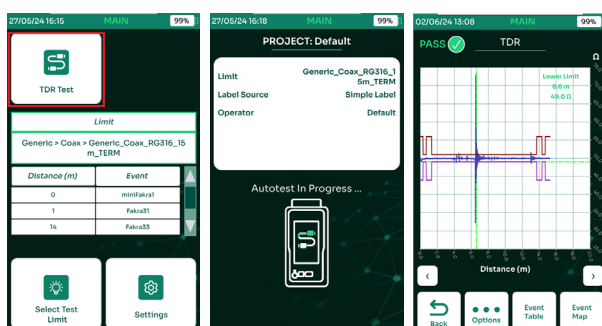 27/05/24 16:15 MAIN 99%
TDR Test
Limit
Generic > Coax > Generic_Coax_RG316_15
m_TERM
Distance (m) Event
0 miniFakra1
1 Fakra31
14 Fakra33
Select Test
Limit
Settings
27/05/24 16:18 MAIN 99%
PROJECT: Default
Limit Generic_Coax_RG316_1
5m_TERM
Label Source Simple Label
Operator Default
Autotest In Progress ...
02/06/24 13:08 MAIN 99%
PASS TDR
Ω
Lower Limit
6.6 m
49.0 Ω
Distance (m)
Back
Options
Event
Table
Event
Map